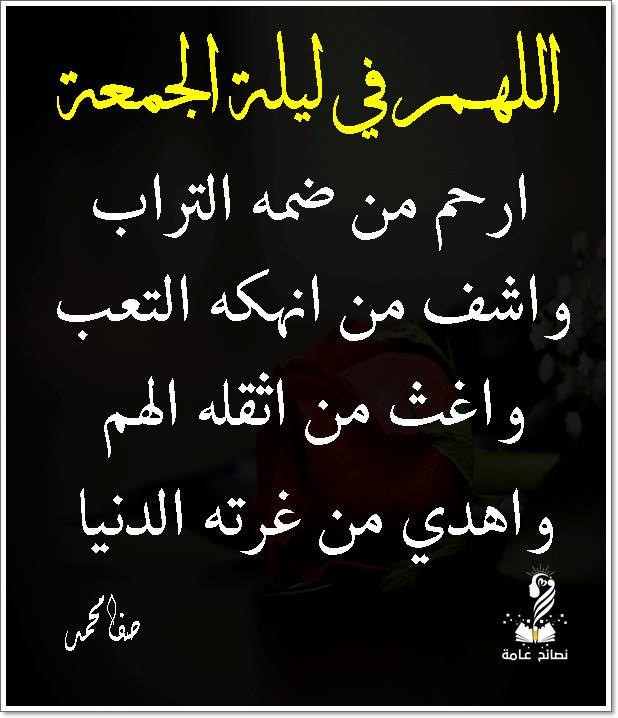 اللهم في ليلة الجمعة
ارحم من ضمه التراب
واشف من انهكه التعب
واغث من اثقله الهم
واهدي من غرته الدنيا
صفا محمد
نصائح عامة